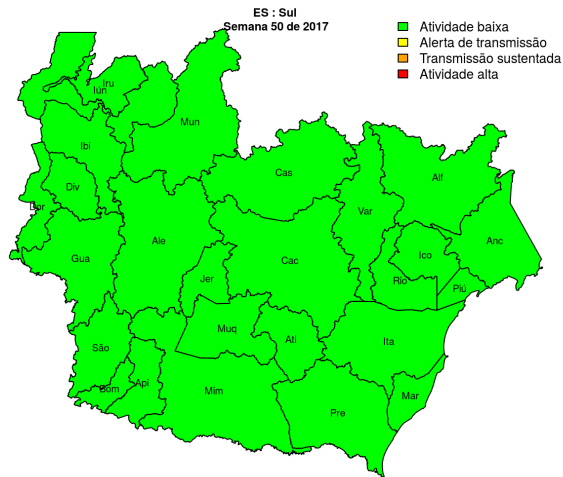 ES : Sul
Semana 50 de 2017
Atividade baixa
Alerta de transmissão
Transmissão sustentada
Atividade alta
Iru
Iún
Mun
Ibi
Cas
Alf
Div
Dor
Var
Ale
Anc
Gua
Cac
Ico
Jer
Rio
Piú
Muq
Ati
Ita
São
Api
Bom
Mim
Mar
Pre